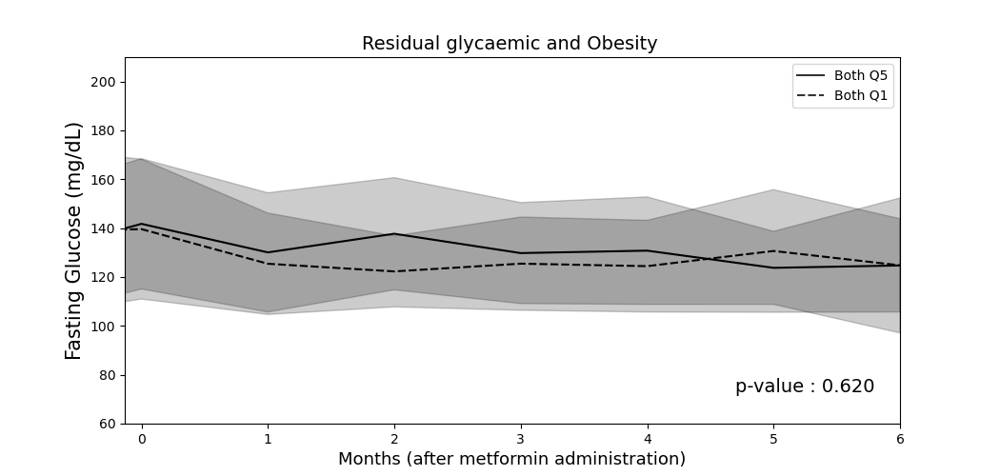 Residual glycaemic and Obesity
Both Q5
Both Q1
Fasting Glucose (mg/dL)
200
180
160
140
120
100
80
60
p-value : 0.620
0 1 2 3 4 5 6
Months (after metformin administration)